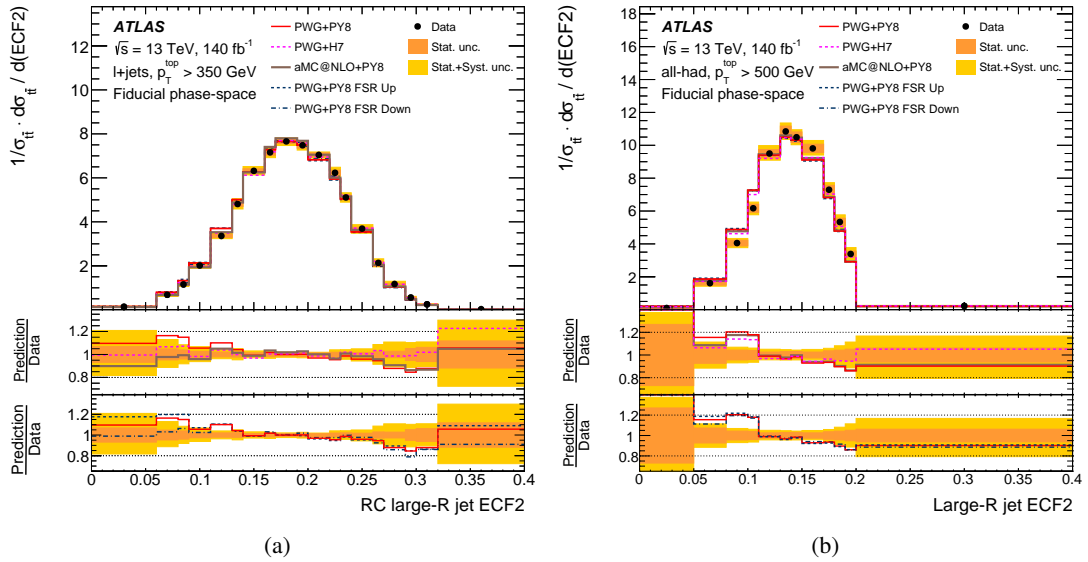 ATLAS
√s = 13 TeV, 140 fb⁻¹
l+jets, p_T^top > 350 GeV
Fiducial phase-space
PWG+PY8
PWG+H7
aMC@NLO+PY8
PWG+PY8 FSR Up
PWG+PY8 FSR Down
Data
Stat. unc.
Stat.+Syst. unc.
1/σ_tt̄ · dσ_tt̄ / d(ECF2)
12
10
8
6
4
2
Prediction
Data
1.2
1
0.8
Prediction
Data
1.2
1
0.8
0 0.05 0.1 0.15 0.2 0.25 0.3 0.35 0.4
RC large-R jet ECF2
(a)
ATLAS
√s = 13 TeV, 140 fb⁻¹
all-had, p_T^top > 500 GeV
Fiducial phase-space
PWG+PY8
PWG+H7
aMC@NLO+PY8
PWG+PY8 FSR Up
PWG+PY8 FSR Down
Data
Stat. unc.
Stat.+Syst. unc.
1/σ_tt̄ · dσ_tt̄ / d(ECF2)
18
16
14
12
10
8
6
4
2
Prediction
Data
1.2
1
0.8
Prediction
Data
1.2
1
0.8
0 0.05 0.1 0.15 0.2 0.25 0.3 0.35 0.4
Large-R jet ECF2
(b)